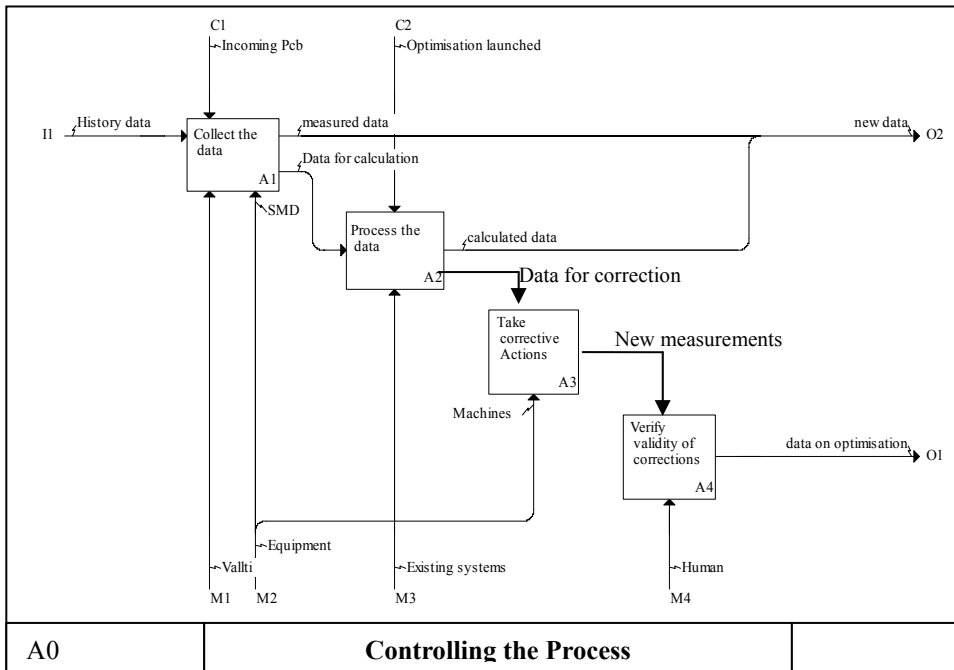 C1
C2
Incoming Pcb
Optimisation launched
I1
History data
Collect the
data
A1
measured data
new data
O2
Data for calculation
SMD
Process the
data
A2
calculated data
Data for correction
Take
corrective
Actions
A3
New measurements
Machines
Verify
validity of
corrections
A4
data on optimisation
O1
Equipment
Vallti
Existing systems
Human
M1
M2
M3
M4
A0
Controlling the Process